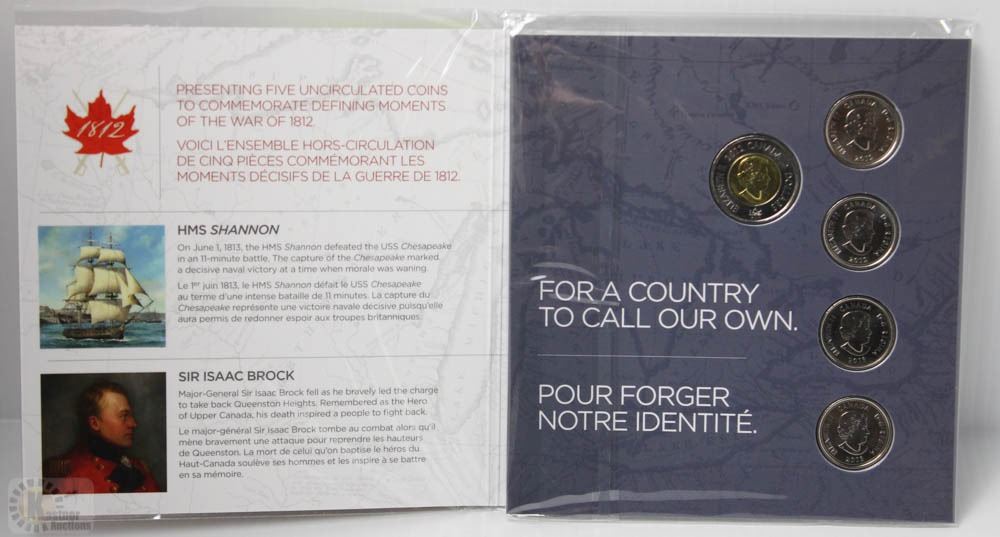 1812
PRESENTING FIVE UNCIRCULATED COINS
TO COMMEMORATE DEFINING MOMENTS
OF THE WAR OF 1812.
VOICI L'ENSEMBLE HORS-CIRCULATION
DE CINQ PIÈCES COMMÉMORANT LES
MOMENTS DÉCISIFS DE LA GUERRE DE 1812.
HMS SHANNON
On June 1, 1813, the HMS Shannon defeated the USS Chesapeake
in an 11-minute battle. The capture of the Chesapeake marked
a decisive naval victory at a time when morale was waning.
Le 1er juin 1813, le HMS Shannon défait le USS Chesapeake
au terme d'une intense bataille de 11 minutes. La capture du
Chesapeake représente une victoire navale décisive puisqu'elle
aura permis de redonner espoir aux troupes britanniques.
SIR ISAAC BROCK
Major-General Sir Isaac Brock fell as he bravely led the charge
to take back Queenston Heights. Remembered as the Hero
of Upper Canada, his death inspired a people to fight back.
Le major-général Sir Isaac Brock tombe au combat alors qu'il
mène bravement une attaque pour reprendre les hauteurs
de Queenston. La mort de celui qu'on baptise le héros du
Haut-Canada soulève ses hommes et les inspire à se battre
en sa mémoire.
FOR A COUNTRY
TO CALL OUR OWN.
POUR FORGER
NOTRE IDENTITÉ.
CANADA
2012
CANADA
2012
CANADA
CANADA
Kastner
& Auctions